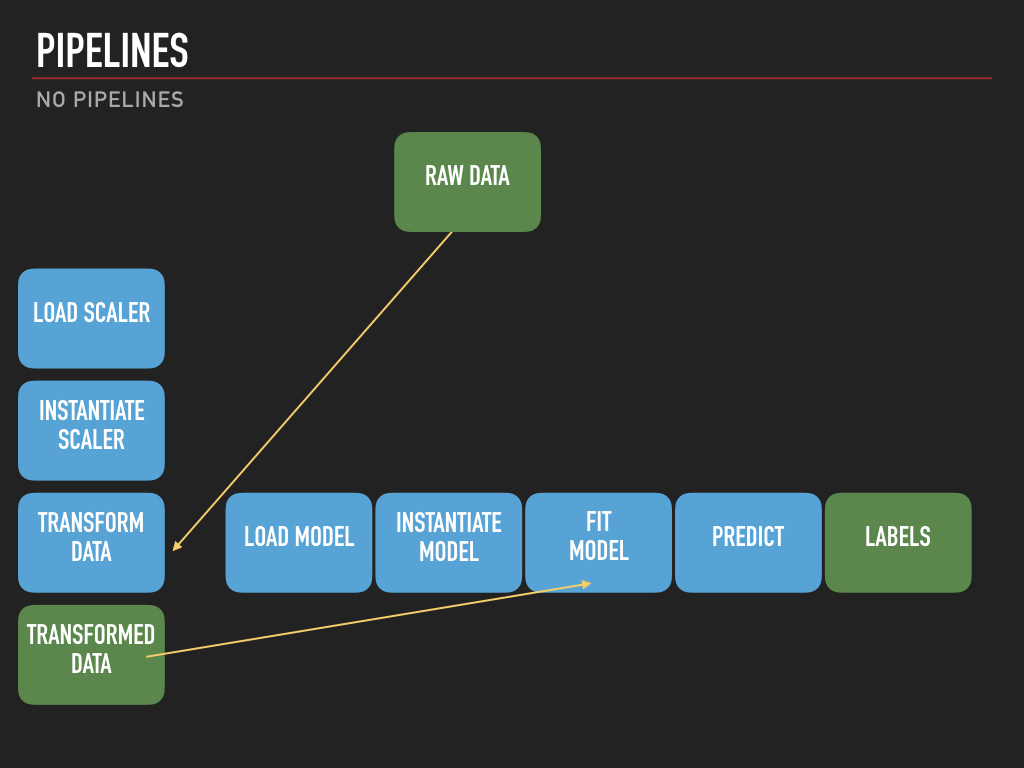 PIPELINES
NO PIPELINES
RAW DATA
LOAD SCALER
INSTANTIATE
SCALER
TRANSFORM
DATA
TRANSFORMED
DATA
LOAD MODEL
INSTANTIATE
MODEL
FIT
MODEL
PREDICT
LABELS